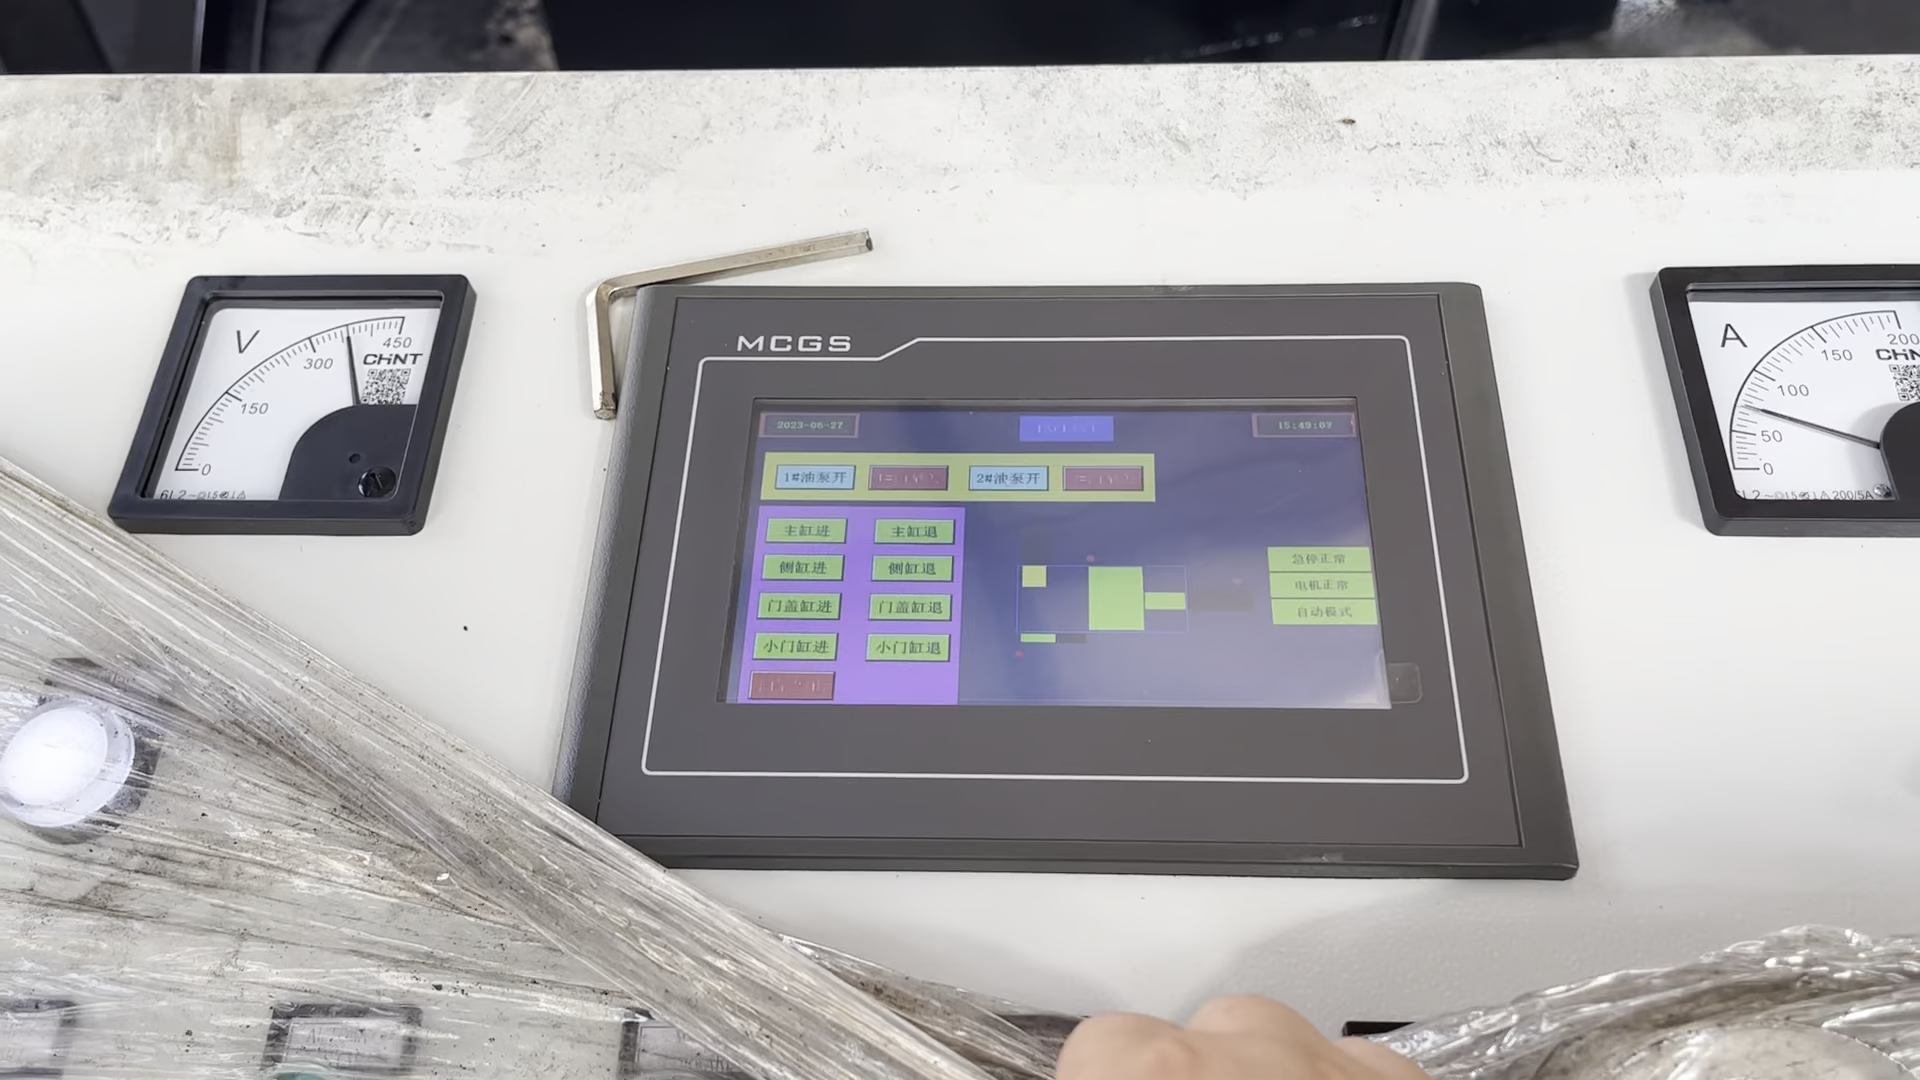 V
450
CHNT
300
150
0
MCGS
2023-06-27
15:49:07
1#油泵开
2#油泵开
主缸进
主缸退
侧缸进
侧缸退
门盖缸进
门盖缸退
小门缸进
小门缸退
急停正常
电机正常
自动模式
A
200
150
100
50
0
200/5A